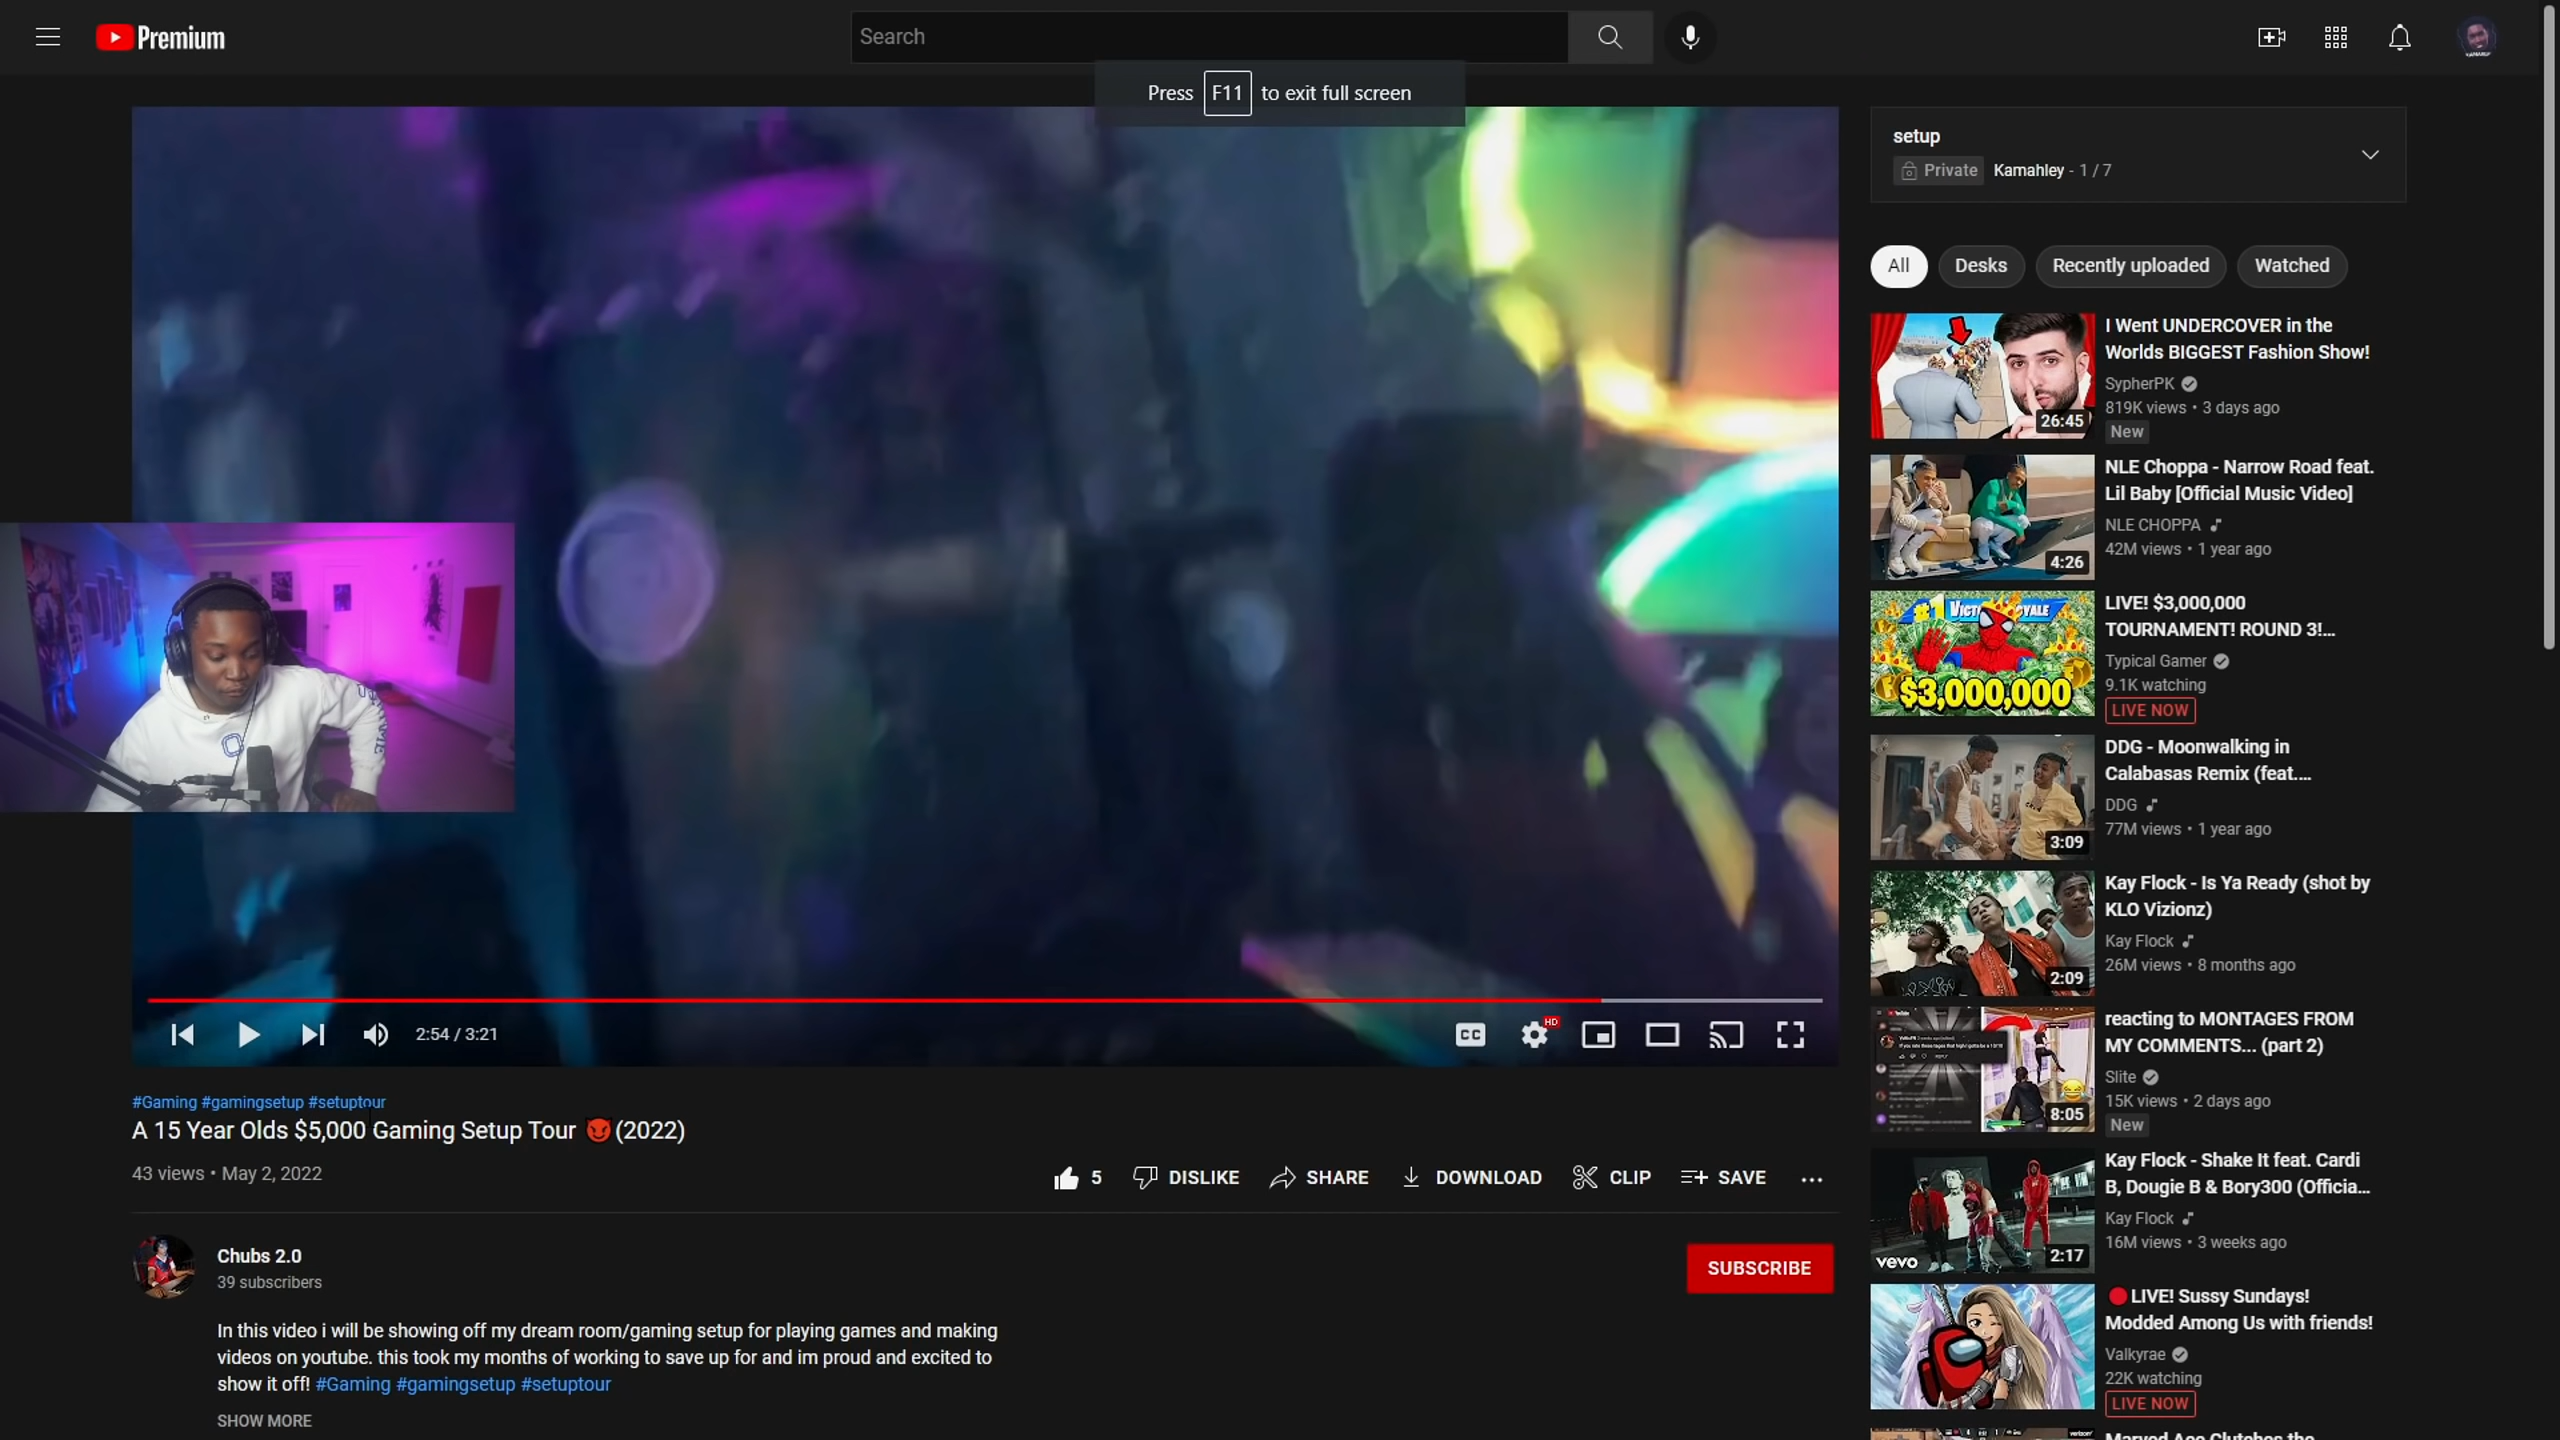 Premium
Search
Press F11 to exit full screen
HD
CC
2:54 / 3:21
#Gaming #gamingsetup #setuptour
A 15 Year Olds $5,000 Gaming Setup Tour 😈(2022)
43 views • May 2, 2022
5 DISLIKE SHARE DOWNLOAD CLIP SAVE
Chubs 2.0
39 subscribers
SUBSCRIBE
In this video i will be showing off my dream room/gaming setup for playing games and making
videos on youtube. this took my months of working to save up for and im proud and excited to
show it off! #Gaming #gamingsetup #setuptour
SHOW MORE
setup
Private Kamahley - 1 / 7
All Desks Recently uploaded Watched
26:45
I Went UNDERCOVER in the
Worlds BIGGEST Fashion Show!
SypherPK
819K views • 3 days ago
New
4:26
NLE Choppa - Narrow Road feat.
Lil Baby [Official Music Video]
NLE CHOPPA
42M views • 1 year ago
$3,000,000
LIVE! $3,000,000
TOURNAMENT! ROUND 3!...
Typical Gamer
9.1K watching
LIVE NOW
3:09
DDG - Moonwalking in
Calabasas Remix (feat....
DDG
77M views • 1 year ago
2:09
Kay Flock - Is Ya Ready (shot by
KLO Vizionz)
Kay Flock
26M views • 8 months ago
8:05
reacting to MONTAGES FROM
MY COMMENTS... (part 2)
Slite
15K views • 2 days ago
New
vevo
2:17
Kay Flock - Shake It feat. Cardi
B, Dougie B & Bory300 (Officia...
Kay Flock
16M views • 3 weeks ago
🔴LIVE! Sussy Sundays!
Modded Among Us with friends!
Valkyrae
22K watching
LIVE NOW